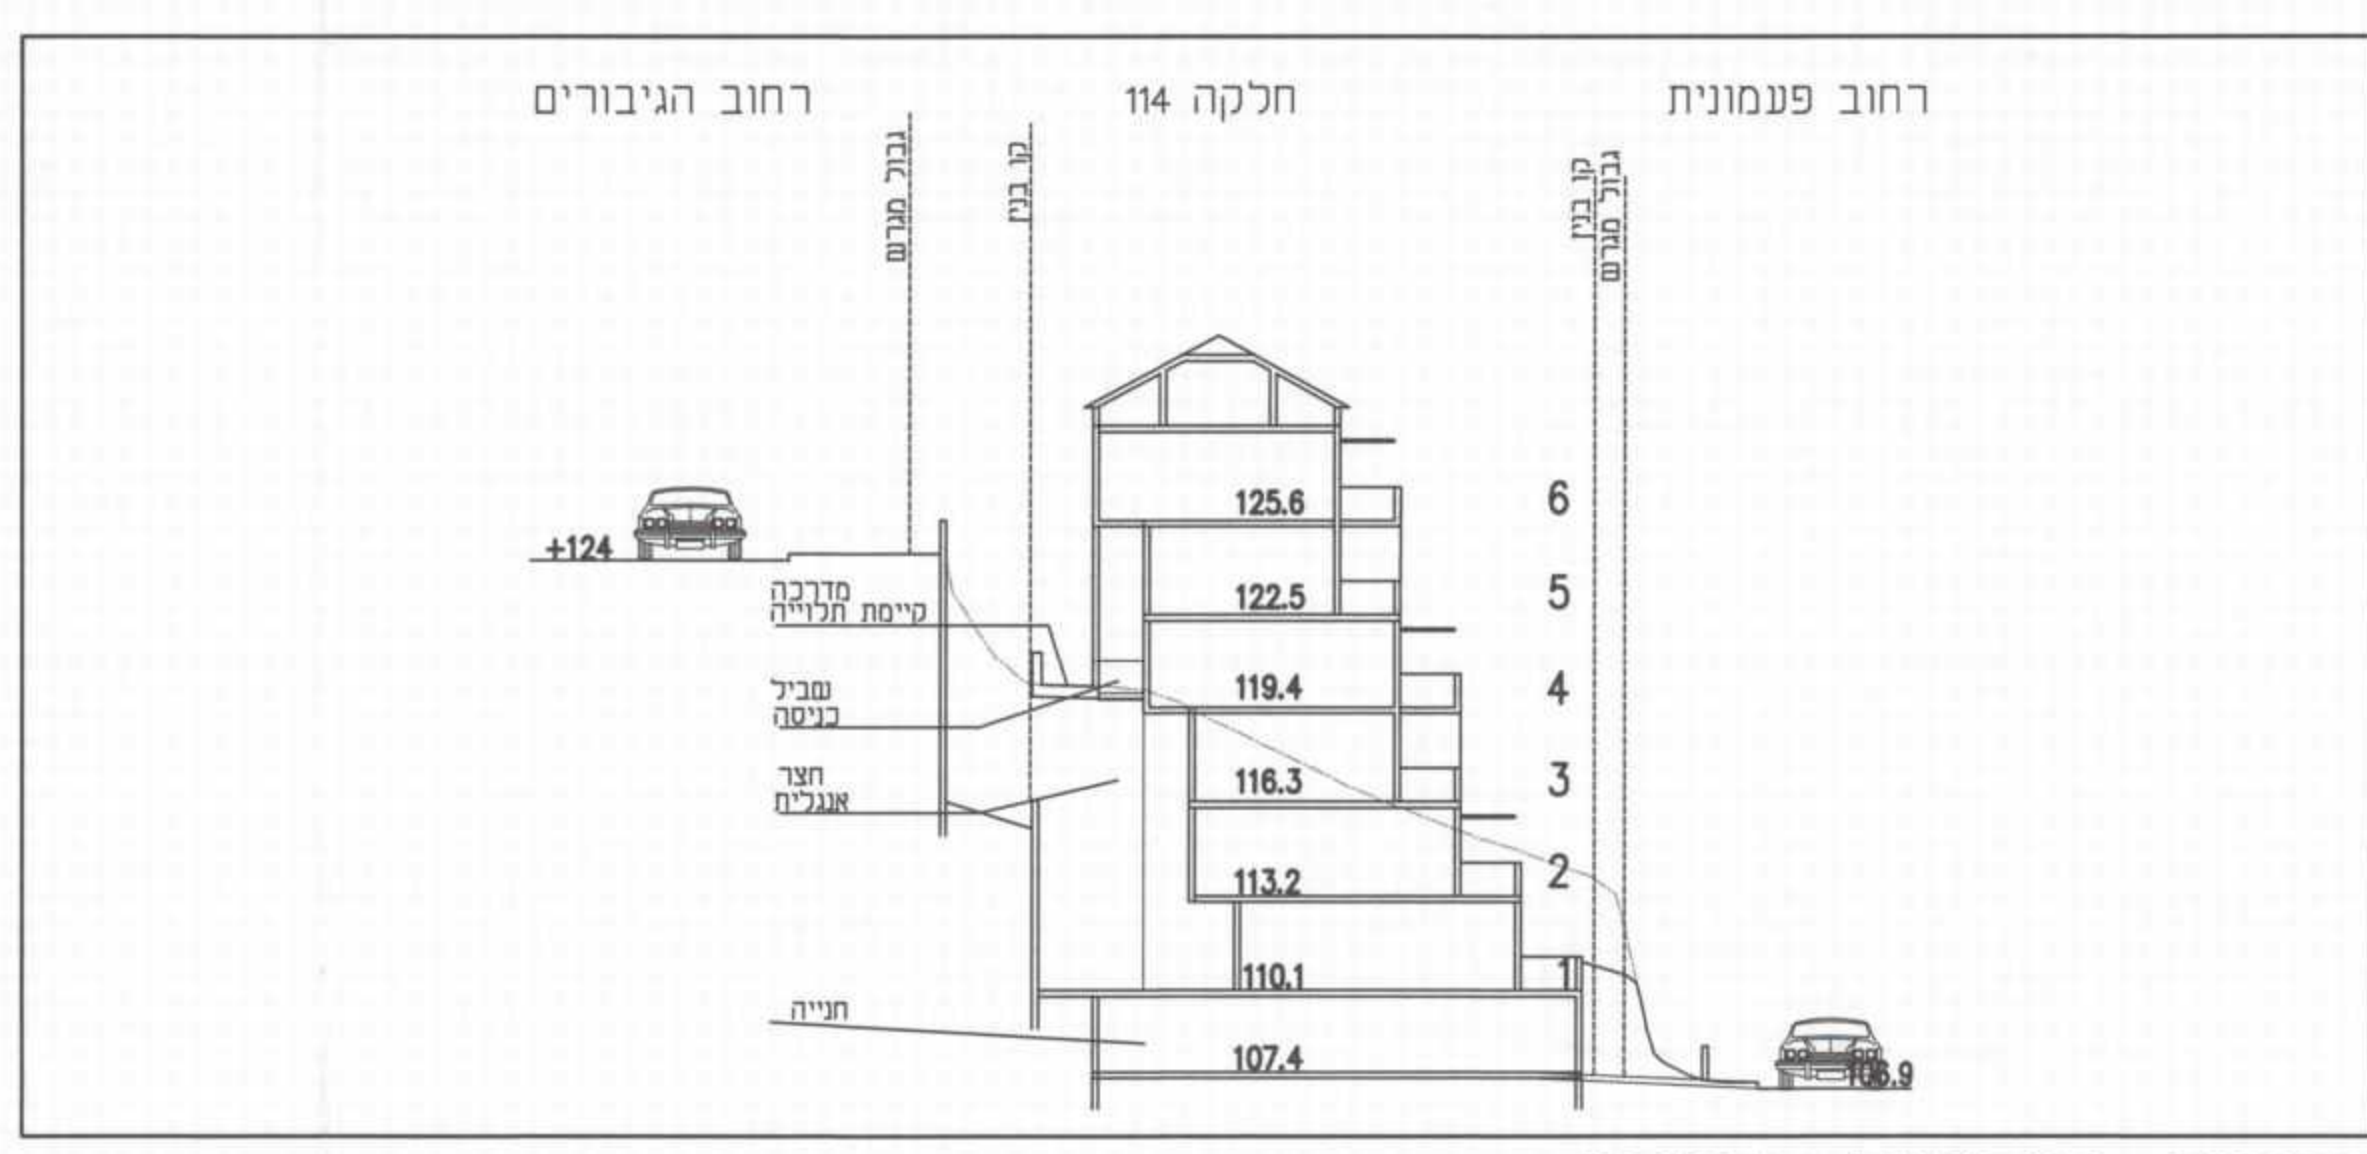 רחוב פעמונית
חלקה 114
רחוב הגיבורים
גבול מגרש
קו בנין
קו בנין
גבול מגרש
125.6
6
+124
מדרכה
קיימת תלוייה
122.5
5
שביל
כניסה
119.4
4
חצר
אנגלית
116.3
3
113.2
2
110.1
1
חנייה
107.4
106.9